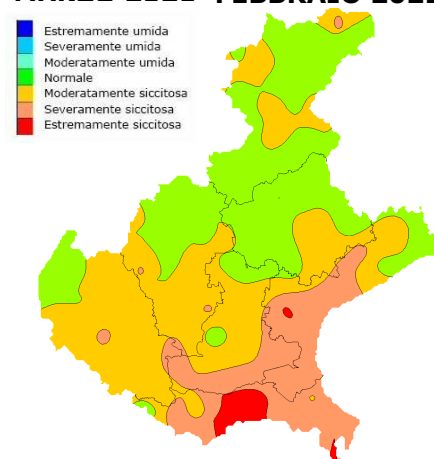 Estremamente umida
Severamente umida
Moderatamente umida
Normale
Moderatamente siccitosa
Severamente siccitosa
Estremamente siccitosa